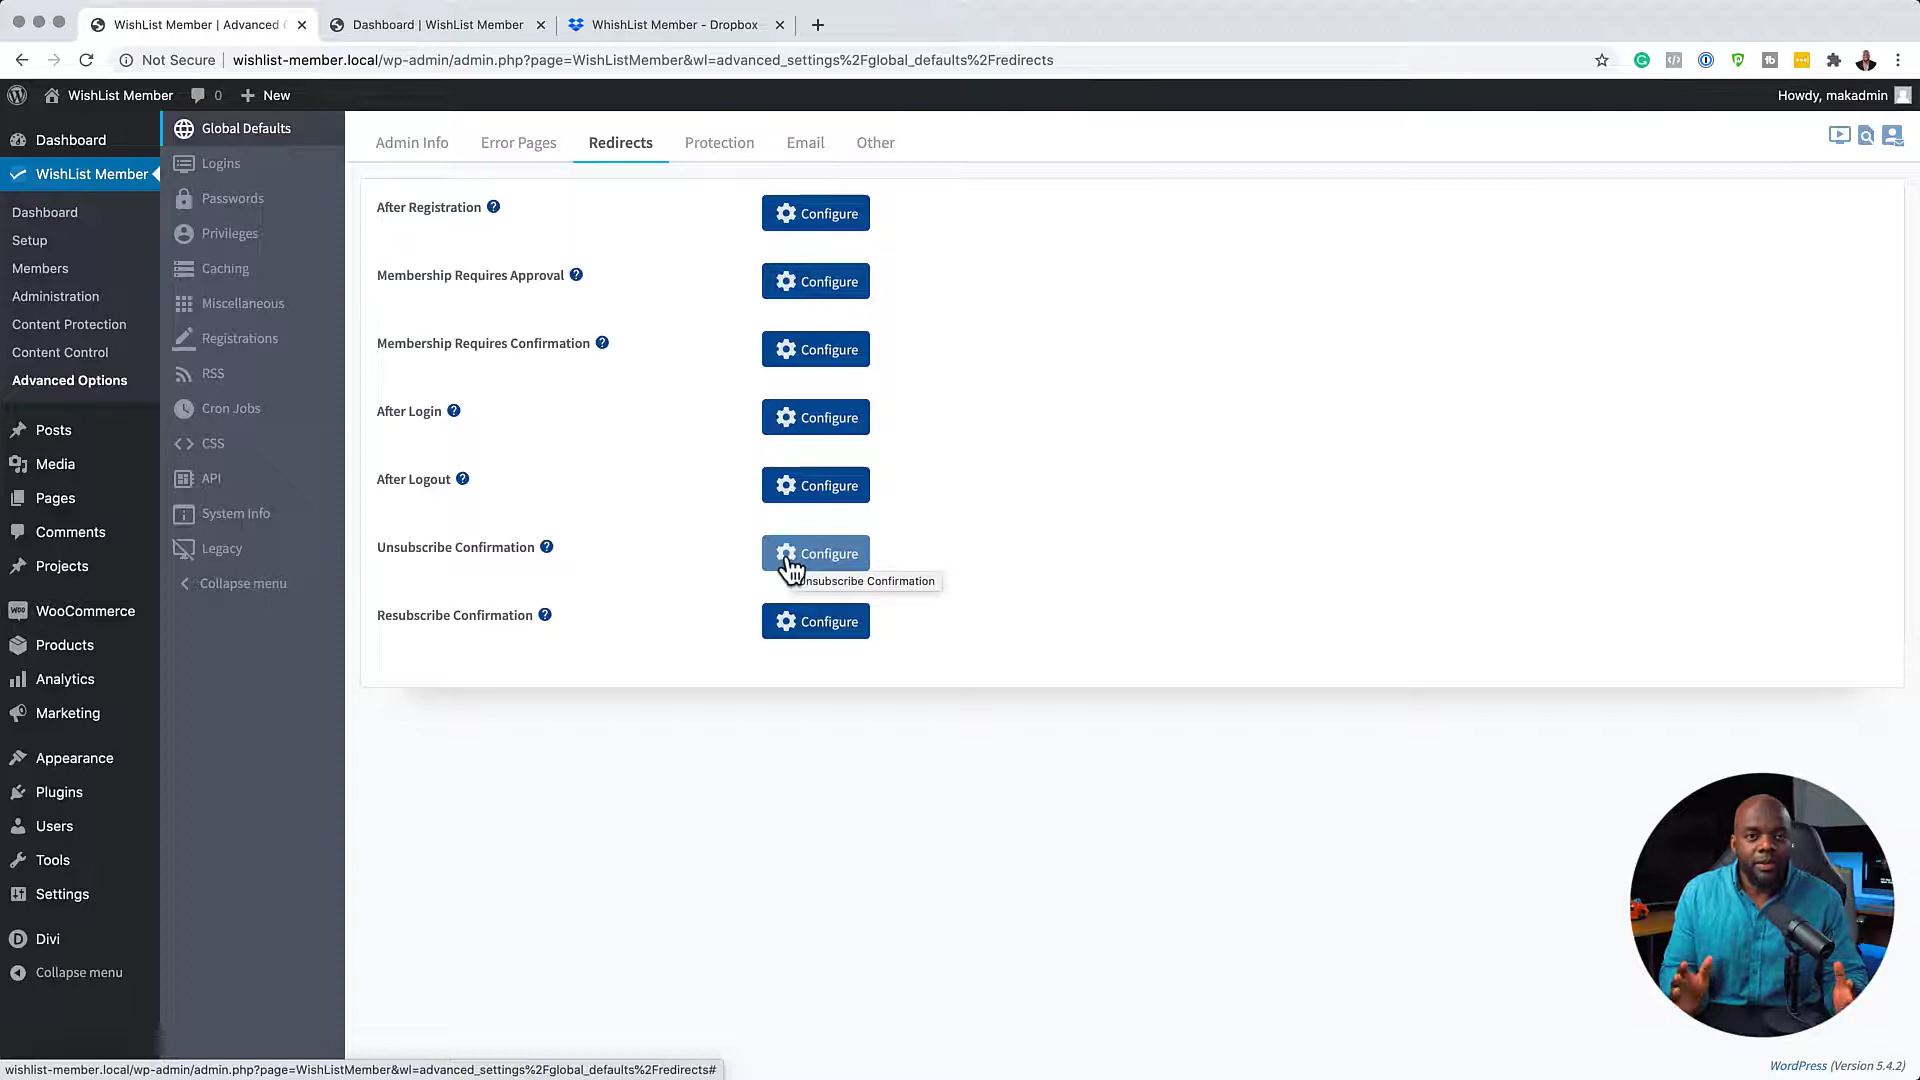 WishList Member | Advanced
Dashboard | WishList Member
WhishList Member - Dropbox
Not Secure
wishlist-member.local/wp-admin/admin.php?page=WishListMember&wl=advanced_settings%2Fglobal_defaults%2Fredirects
WishList Member
0
New
Howdy, makadmin
Dashboard
WishList Member
Dashboard
Setup
Members
Administration
Content Protection
Content Control
Advanced Options
Posts
Media
Pages
Comments
Projects
WooCommerce
Products
Analytics
Marketing
Appearance
Plugins
Users
Tools
Settings
Divi
Collapse menu
Global Defaults
Logins
Passwords
Privileges
Caching
Miscellaneous
Registrations
RSS
Cron Jobs
CSS
API
System Info
Legacy
Collapse menu
Admin Info
Error Pages
Redirects
Protection
Email
Other
After Registration
Configure
Membership Requires Approval
Configure
Membership Requires Confirmation
Configure
After Login
Configure
After Logout
Configure
Unsubscribe Confirmation
Configure
Confirmation
Resubscribe Confirmation
Configure
wishlist-member.local/wp-admin/admin.php?page=WishListMember&wl=advanced_settings%2Fglobal_defaults%2Fredirects#
WordPress (Version 5.4.2)